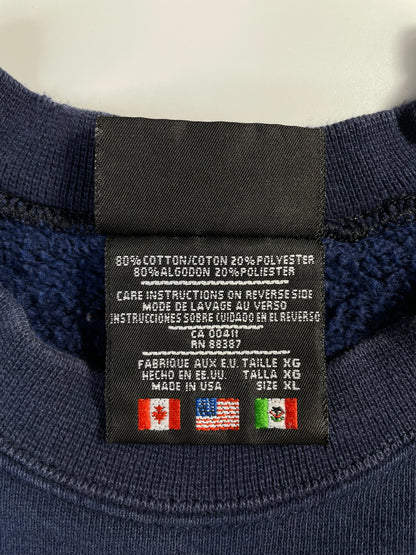 80% COTTON/COTON 20% POLYESTER
80% ALGODON 20% POLIESTER
CARE INSTRUCTIONS ON REVERSE SIDE
MODE DE LAVAGE AU VERSO
INSTRUCCIONES SOBRE CUIDADO EN EL REVERSO
CA 00411
RN 88387
FABRIQUE AUX E.U. TAILLE XG
HECHO EN EE.UU. TALLA XG
MADE IN USA SIZE XL